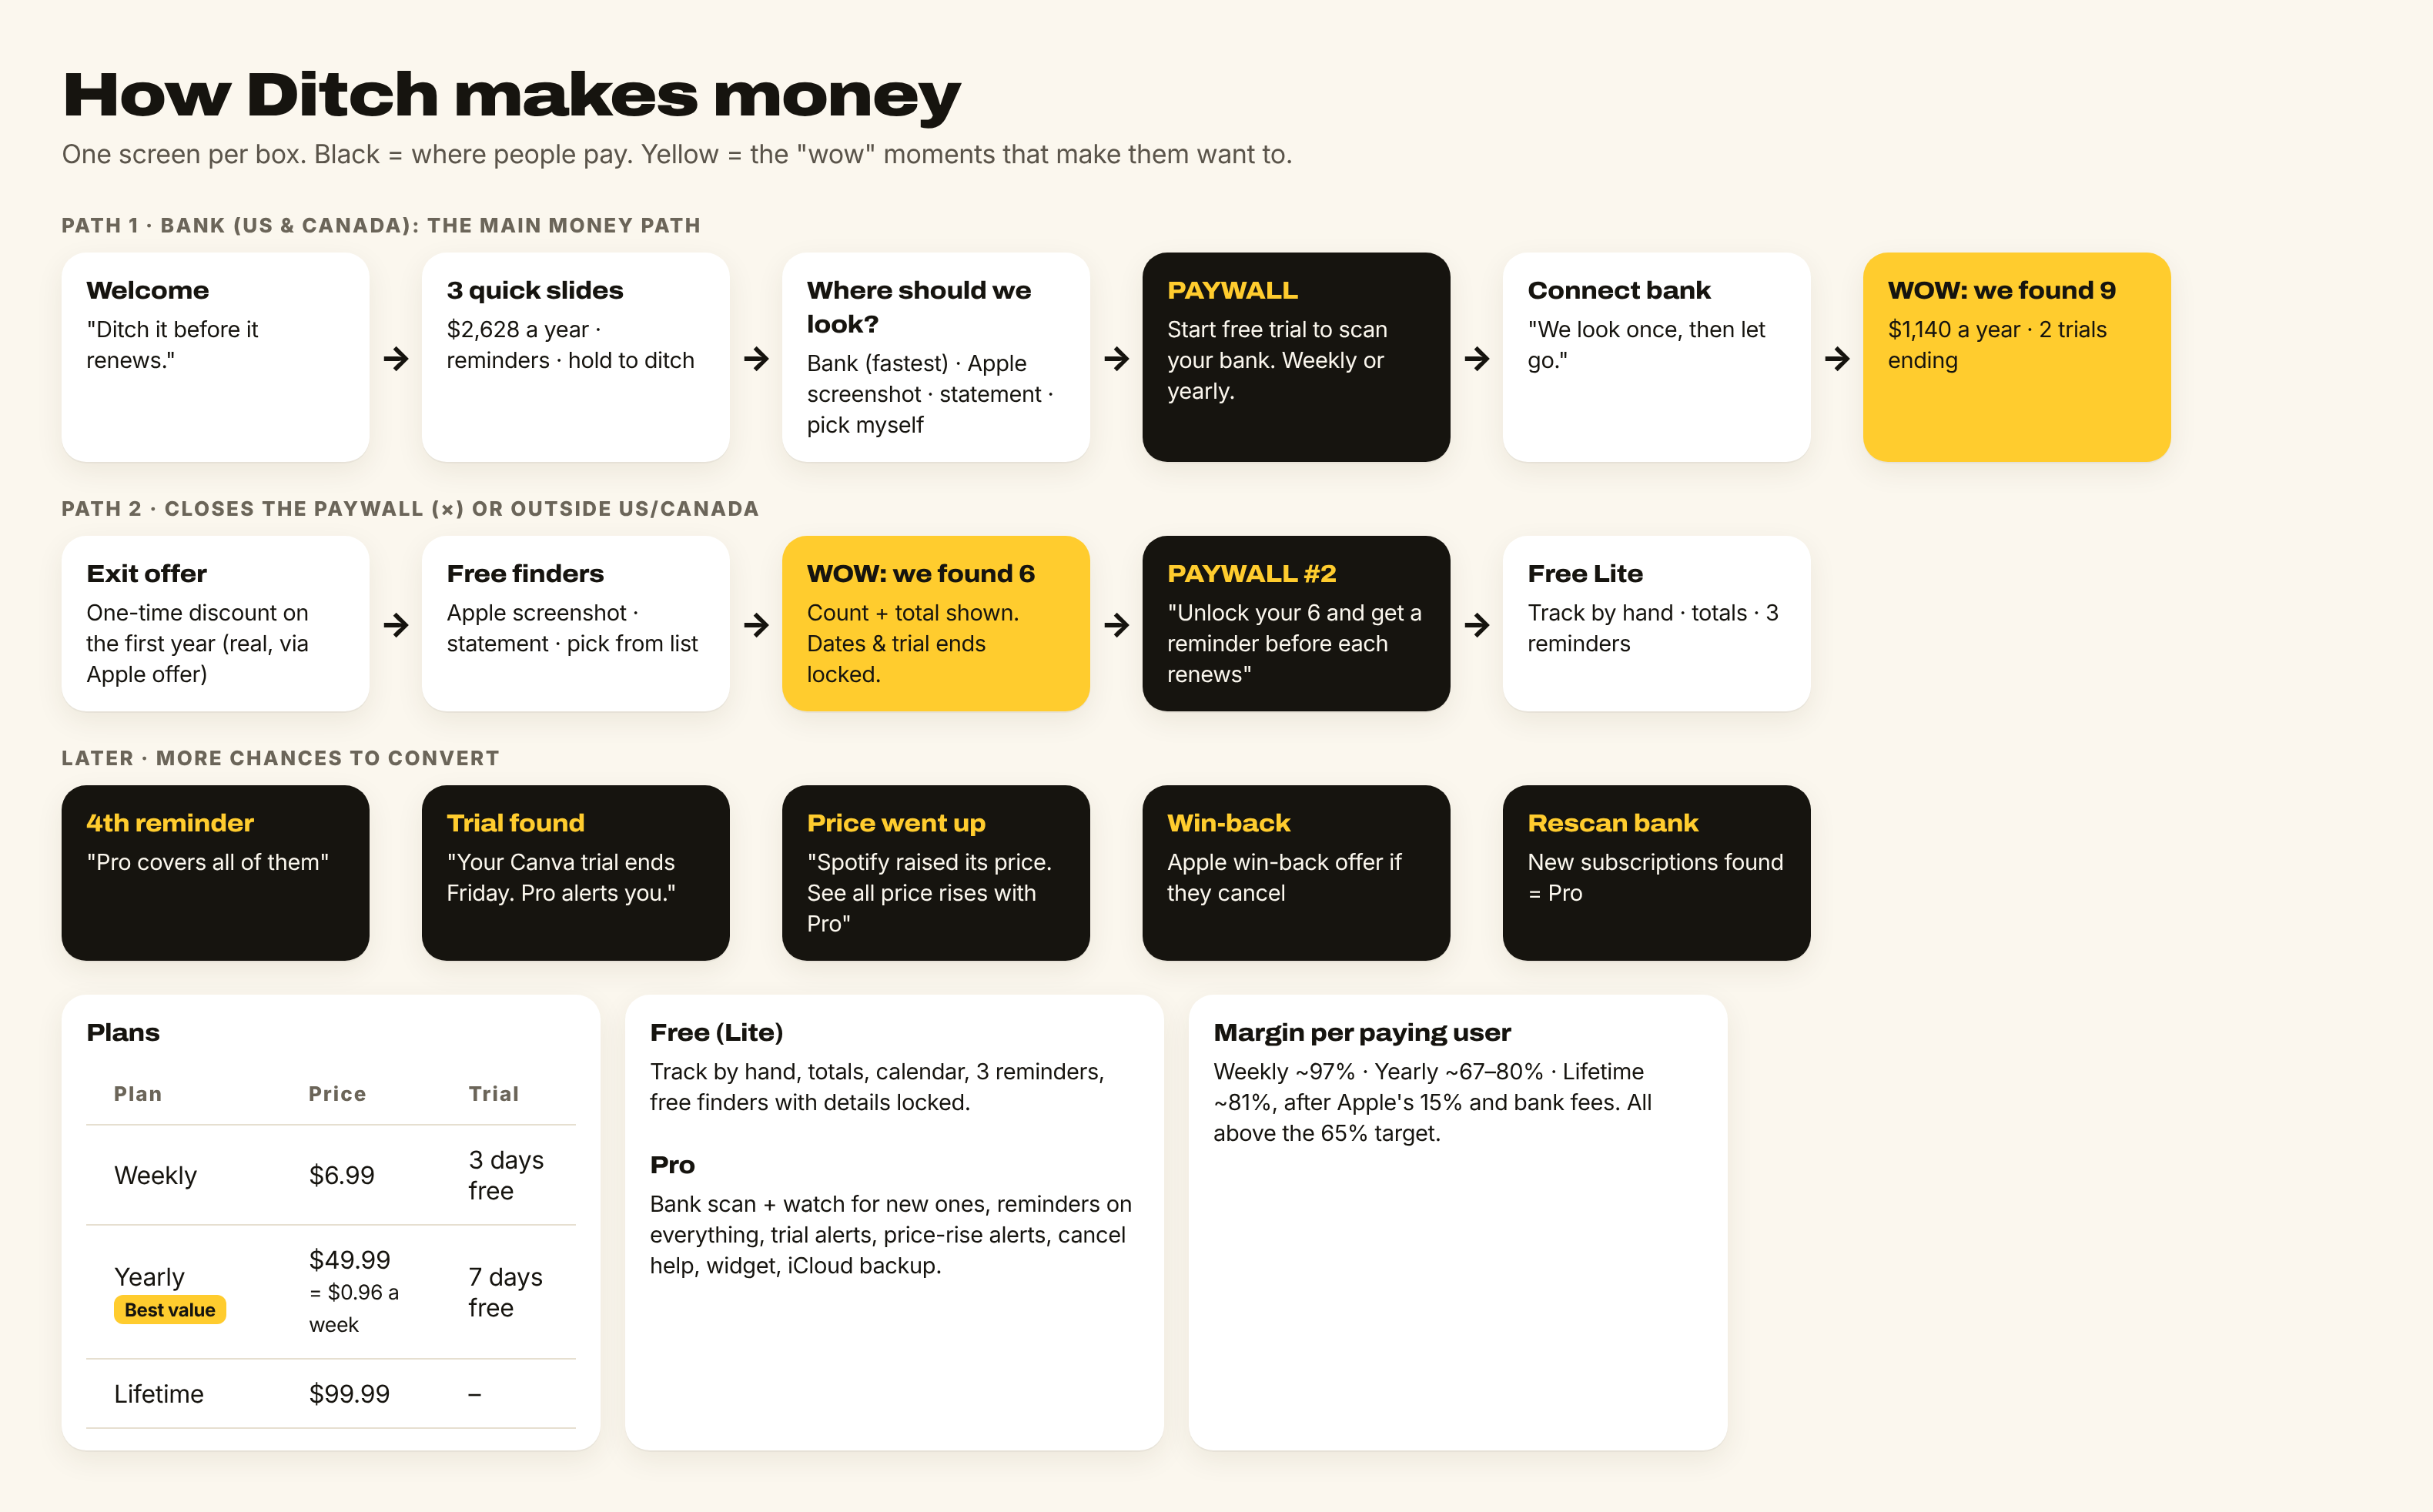 How Ditch makes money
One screen per box. Black = where people pay. Yellow = the "wow" moments that make them want to.
PATH 1 · BANK (US & CANADA): THE MAIN MONEY PATH
Welcome
"Ditch it before it
renews."
→
3 quick slides
$2,628 a year ·
reminders · hold to ditch
→
Where should we
look?
Bank (fastest) · Apple
screenshot · statement ·
pick myself
→
PAYWALL
Start free trial to scan
your bank. Weekly or
yearly.
→
Connect bank
"We look once, then let
go."
→
WOW: we found 9
$1,140 a year · 2 trials
ending
PATH 2 · CLOSES THE PAYWALL (×) OR OUTSIDE US/CANADA
Exit offer
One-time discount on
the first year (real, via
Apple offer)
→
Free finders
Apple screenshot ·
statement · pick from list
→
WOW: we found 6
Count + total shown.
Dates & trial ends
locked.
→
PAYWALL #2
"Unlock your 6 and get a
reminder before each
renews"
→
Free Lite
Track by hand · totals · 3
reminders
LATER · MORE CHANCES TO CONVERT
4th reminder
"Pro covers all of them"
Trial found
"Your Canva trial ends
Friday. Pro alerts you."
Price went up
"Spotify raised its price.
See all price rises with
Pro"
Win-back
Apple win-back offer if
they cancel
Rescan bank
New subscriptions found
= Pro
Plans
Plan Price Trial
Weekly $6.99 3 days
free
Yearly
Best value
$49.99
= $0.96 a
week
7 days
free
Lifetime $99.99 –
Free (Lite)
Track by hand, totals, calendar, 3 reminders,
free finders with details locked.
Pro
Bank scan + watch for new ones, reminders on
everything, trial alerts, price-rise alerts, cancel
help, widget, iCloud backup.
Margin per paying user
Weekly ~97% · Yearly ~67–80% · Lifetime
~81%, after Apple's 15% and bank fees. All
above the 65% target.